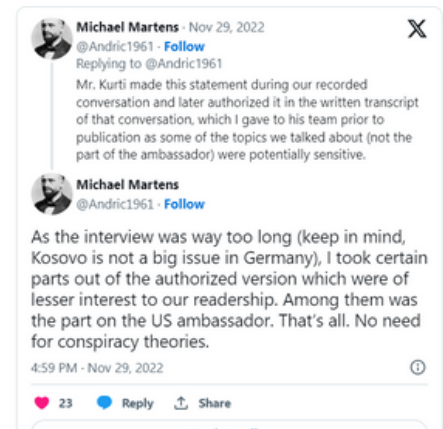 Michael Martens · Nov 29, 2022
@Andric1961 · Follow
Replying to @Andric1961
Mr. Kurti made this statement during our recorded
conversation and later authorized it in the written transcript
of that conversation, which I gave to his team prior to
publication as some of the topics we talked about (not the
part of the ambassador) were potentially sensitive.
Michael Martens
@Andric1961 · Follow
As the interview was way too long (keep in mind,
Kosovo is not a big issue in Germany), I took certain
parts out of the authorized version which were of
lesser interest to our readership. Among them was
the part on the US ambassador. That's all. No need
for conspiracy theories.
4:59 PM · Nov 29, 2022
23 Reply Share